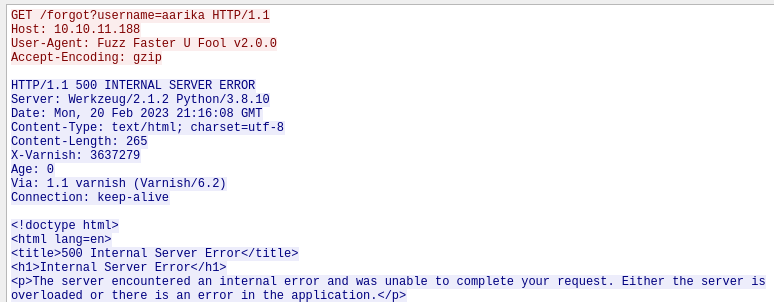 GET /forgot?username=aarika HTTP/1.1
Host: 10.10.11.188
User-Agent: Fuzz Faster U Fool v2.0.0
Accept-Encoding: gzip
HTTP/1.1 500 INTERNAL SERVER ERROR
Server: Werkzeug/2.1.2 Python/3.8.10
Date: Mon, 20 Feb 2023 21:16:08 GMT
Content-Type: text/html; charset=utf-8
Content-Length: 265
X-Varnish: 3637279
Age: 0
Via: 1.1 varnish (Varnish/6.2)
Connection: keep-alive
<!doctype html>
<html lang=en>
<title>500 Internal Server Error</title>
<h1>Internal Server Error</h1>
<p>The server encountered an internal error and was unable to complete your request. Either the server is
overloaded or there is an error in the application.</p>